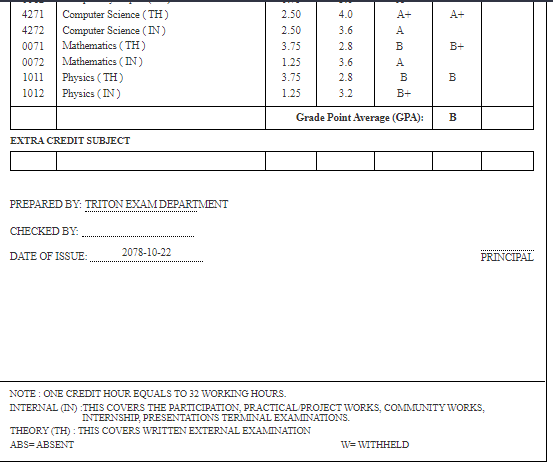 4271 Computer Science ( TH ) 2.50 4.0 A+ A+
4272 Computer Science ( IN ) 2.50 3.6 A
0071 Mathematics ( TH ) 3.75 2.8 B B+
0072 Mathematics ( IN ) 1.25 3.6 A
1011 Physics ( TH ) 3.75 2.8 B B
1012 Physics ( IN ) 1.25 3.2 B+
Grade Point Average (GPA): B
EXTRA CREDIT SUBJECT
PREPARED BY: TRITON EXAM DEPARTMENT
CHECKED BY:
DATE OF ISSUE: 2078-10-22
PRINCIPAL
NOTE : ONE CREDIT HOUR EQUALS TO 32 WORKING HOURS.
INTERNAL (IN) :THIS COVERS THE PARTICIPATION, PRACTICAL/PROJECT WORKS, COMMUNITY WORKS,
INTERNSHIP, PRESENTATIONS TERMINAL EXAMINATIONS.
THEORY (TH) : THIS COVERS WRITTEN EXTERNAL EXAMINATION
ABS= ABSENT W= WITHHELD